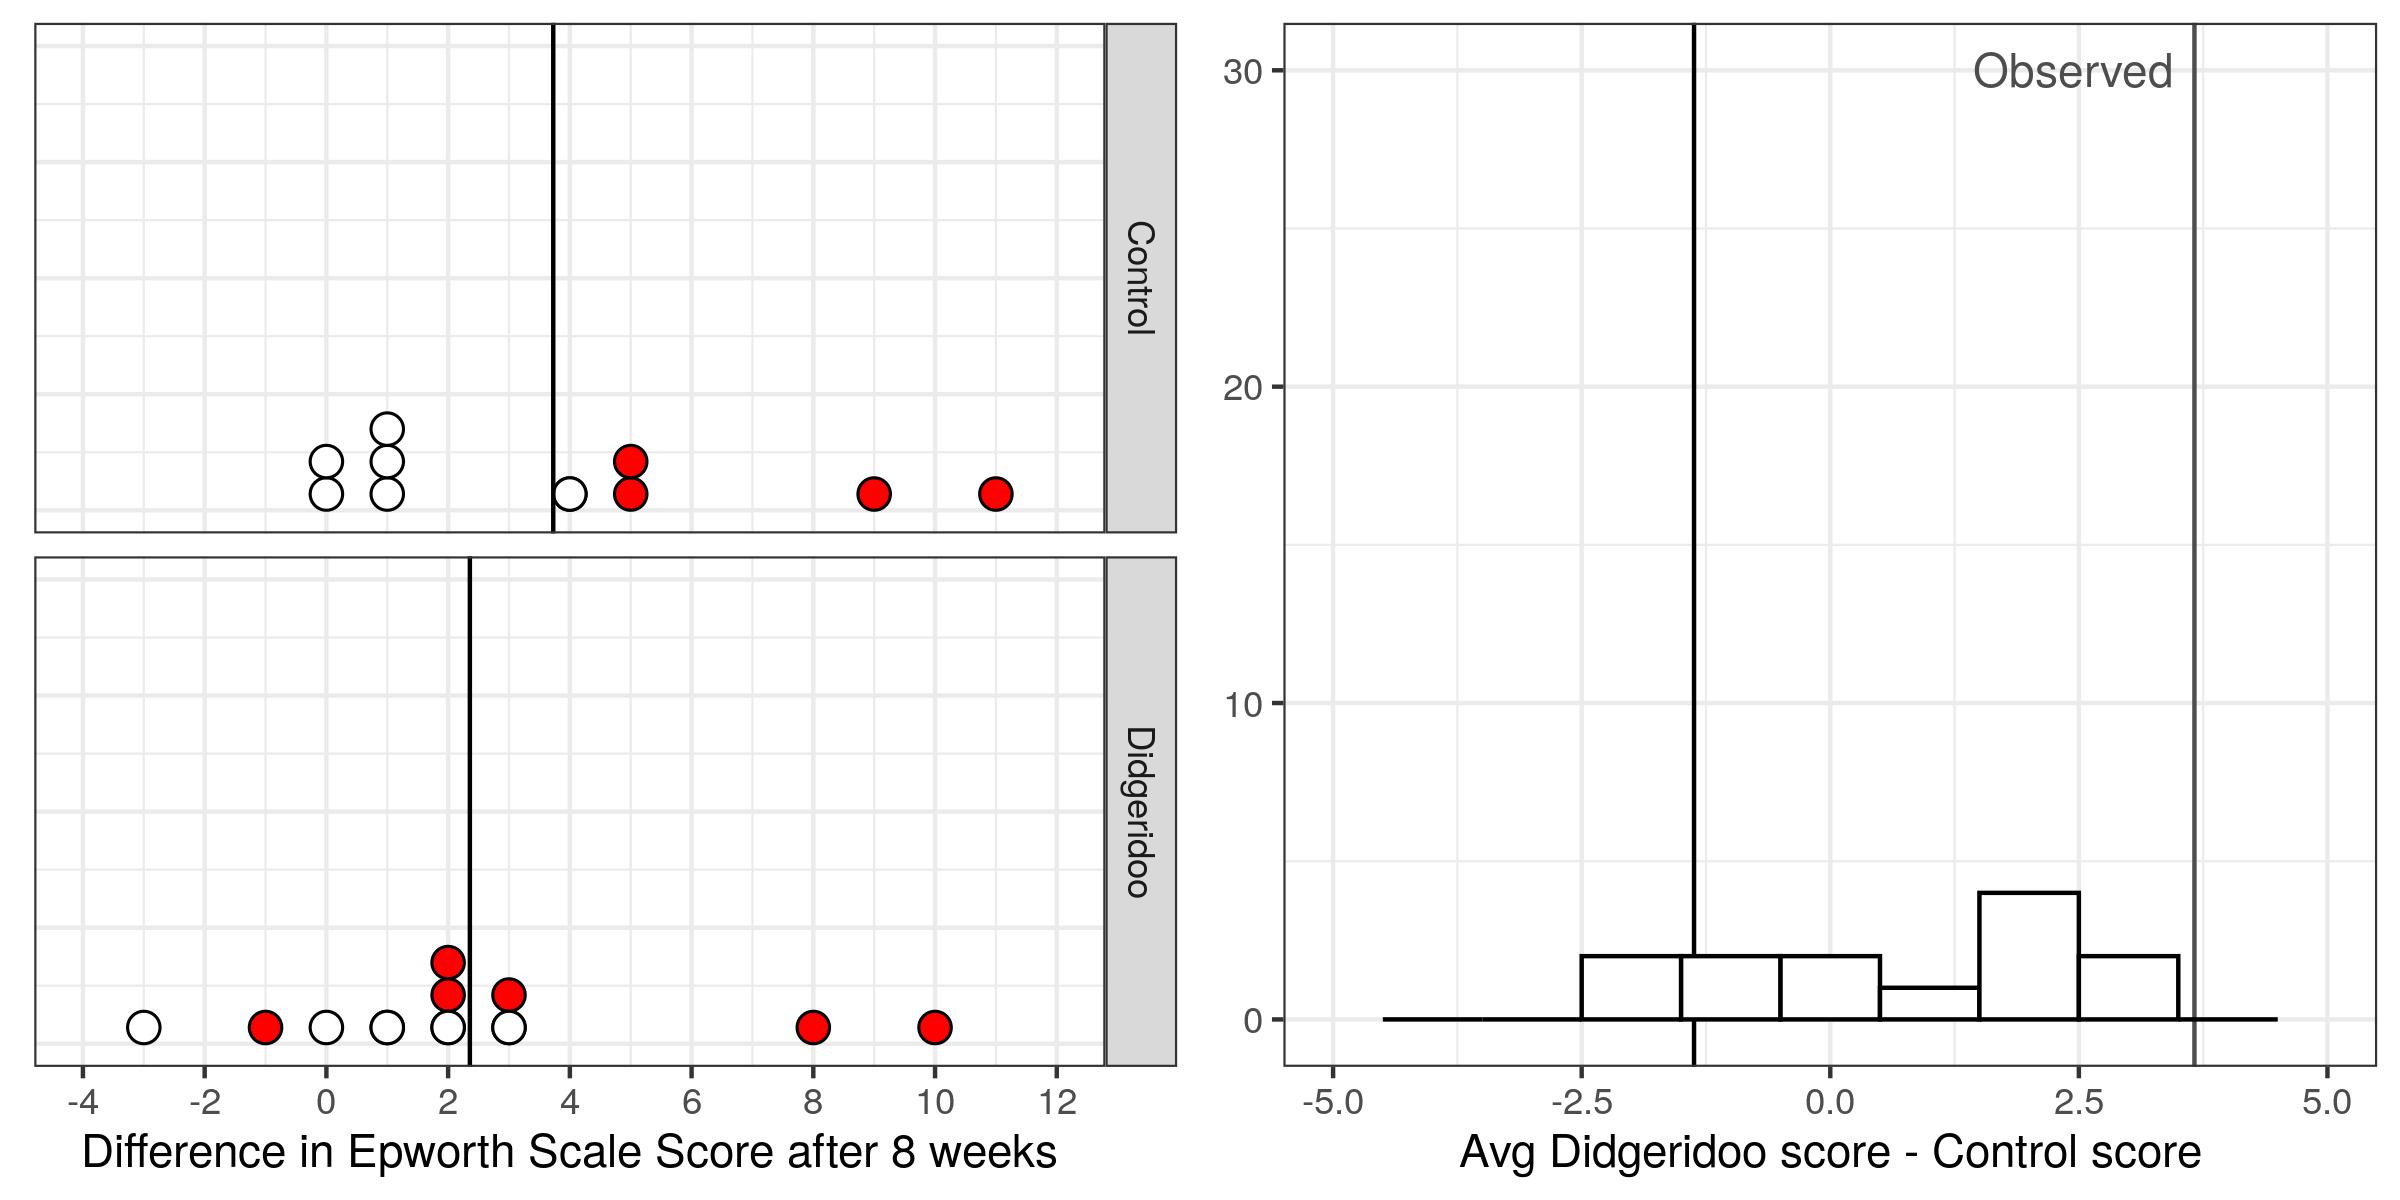 Control
Didgeridoo
-4 -2 0 2 4 6 8 10 12
Difference in Epworth Scale Score after 8 weeks
Observed
30
20
10
0
-5.0 -2.5 0.0 2.5 5.0
Avg Didgeridoo score - Control score